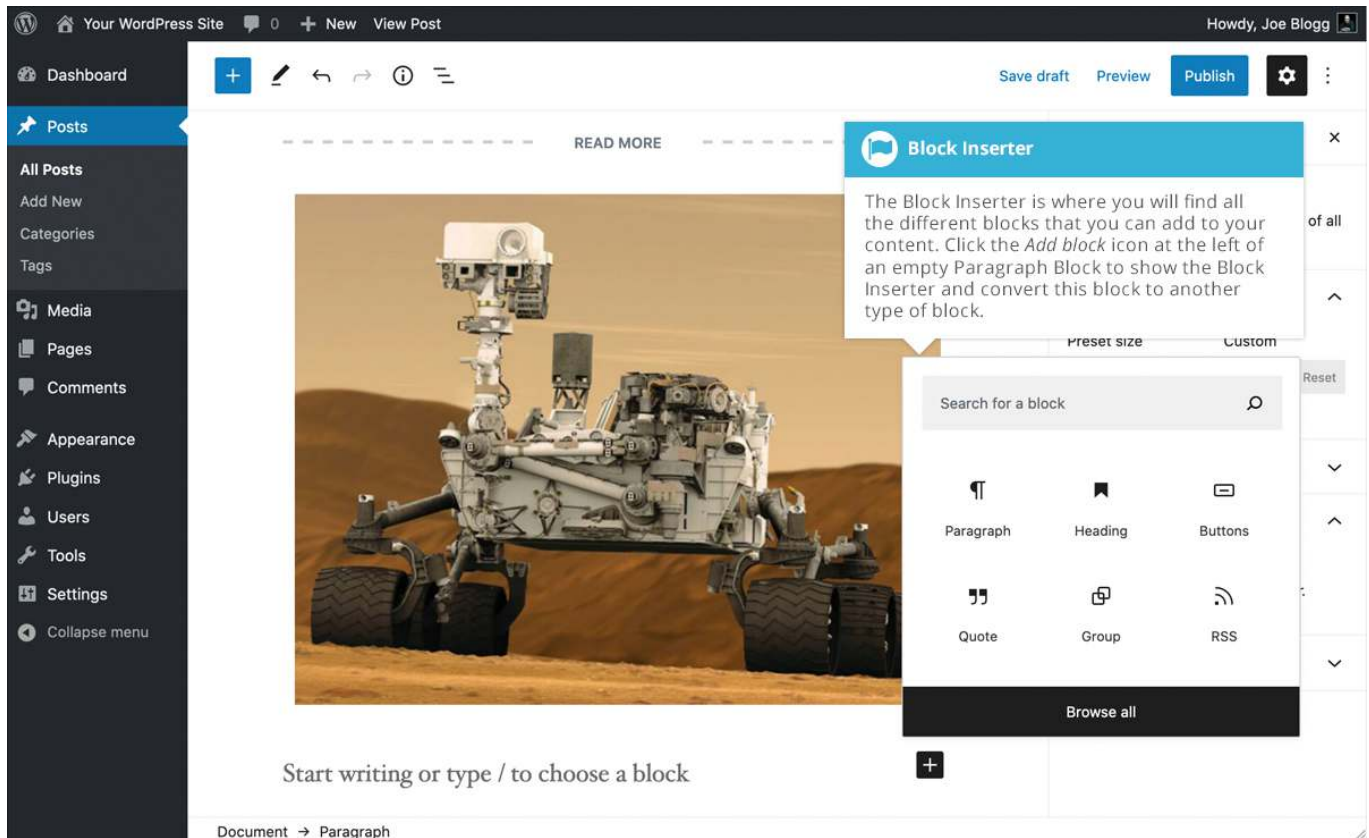 Your WordPress Site 0 New View Post Howdy, Joe Blogg
Dashboard
Posts
All Posts
Add New
Categories
Tags
Media
Pages
Comments
Appearance
Plugins
Users
Tools
Settings
Collapse menu
Save draft Preview Publish
READ MORE
Block Inserter
The Block Inserter is where you will find all
the different blocks that you can add to your
content. Click the Add block icon at the left of
an empty Paragraph Block to show the Block
Inserter and convert this block to another
type of block.
of all
Preset size Custom
Reset
Search for a block
Paragraph Heading Buttons
Quote Group RSS
Browse all
Start writing or type / to choose a block
Document → Paragraph